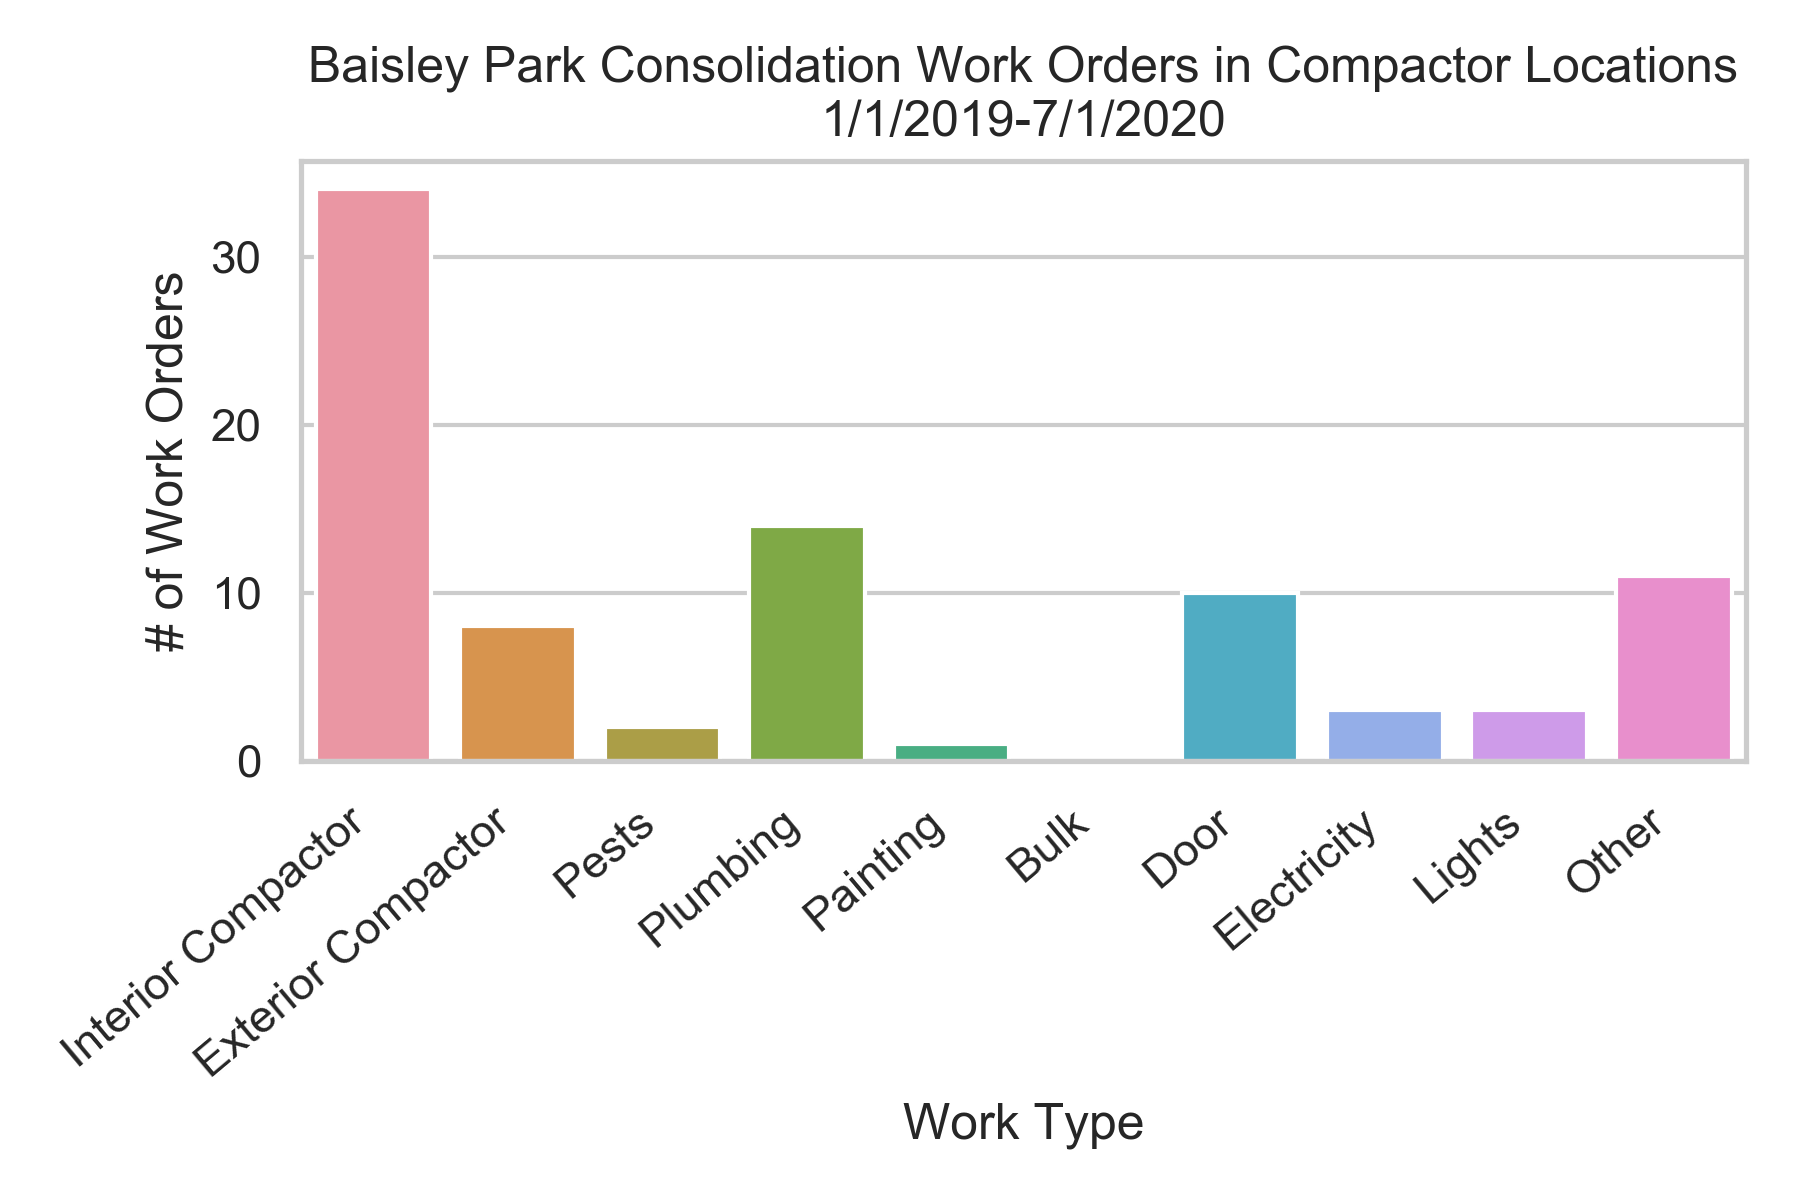 Baisley Park Consolidation Work Orders in Compactor Locations
1/1/2019-7/1/2020
# of Work Orders
30
20
10
0
Interior Compactor
Exterior Compactor
Pests
Plumbing
Painting
Bulk
Door
Electricity
Lights
Other
Work Type